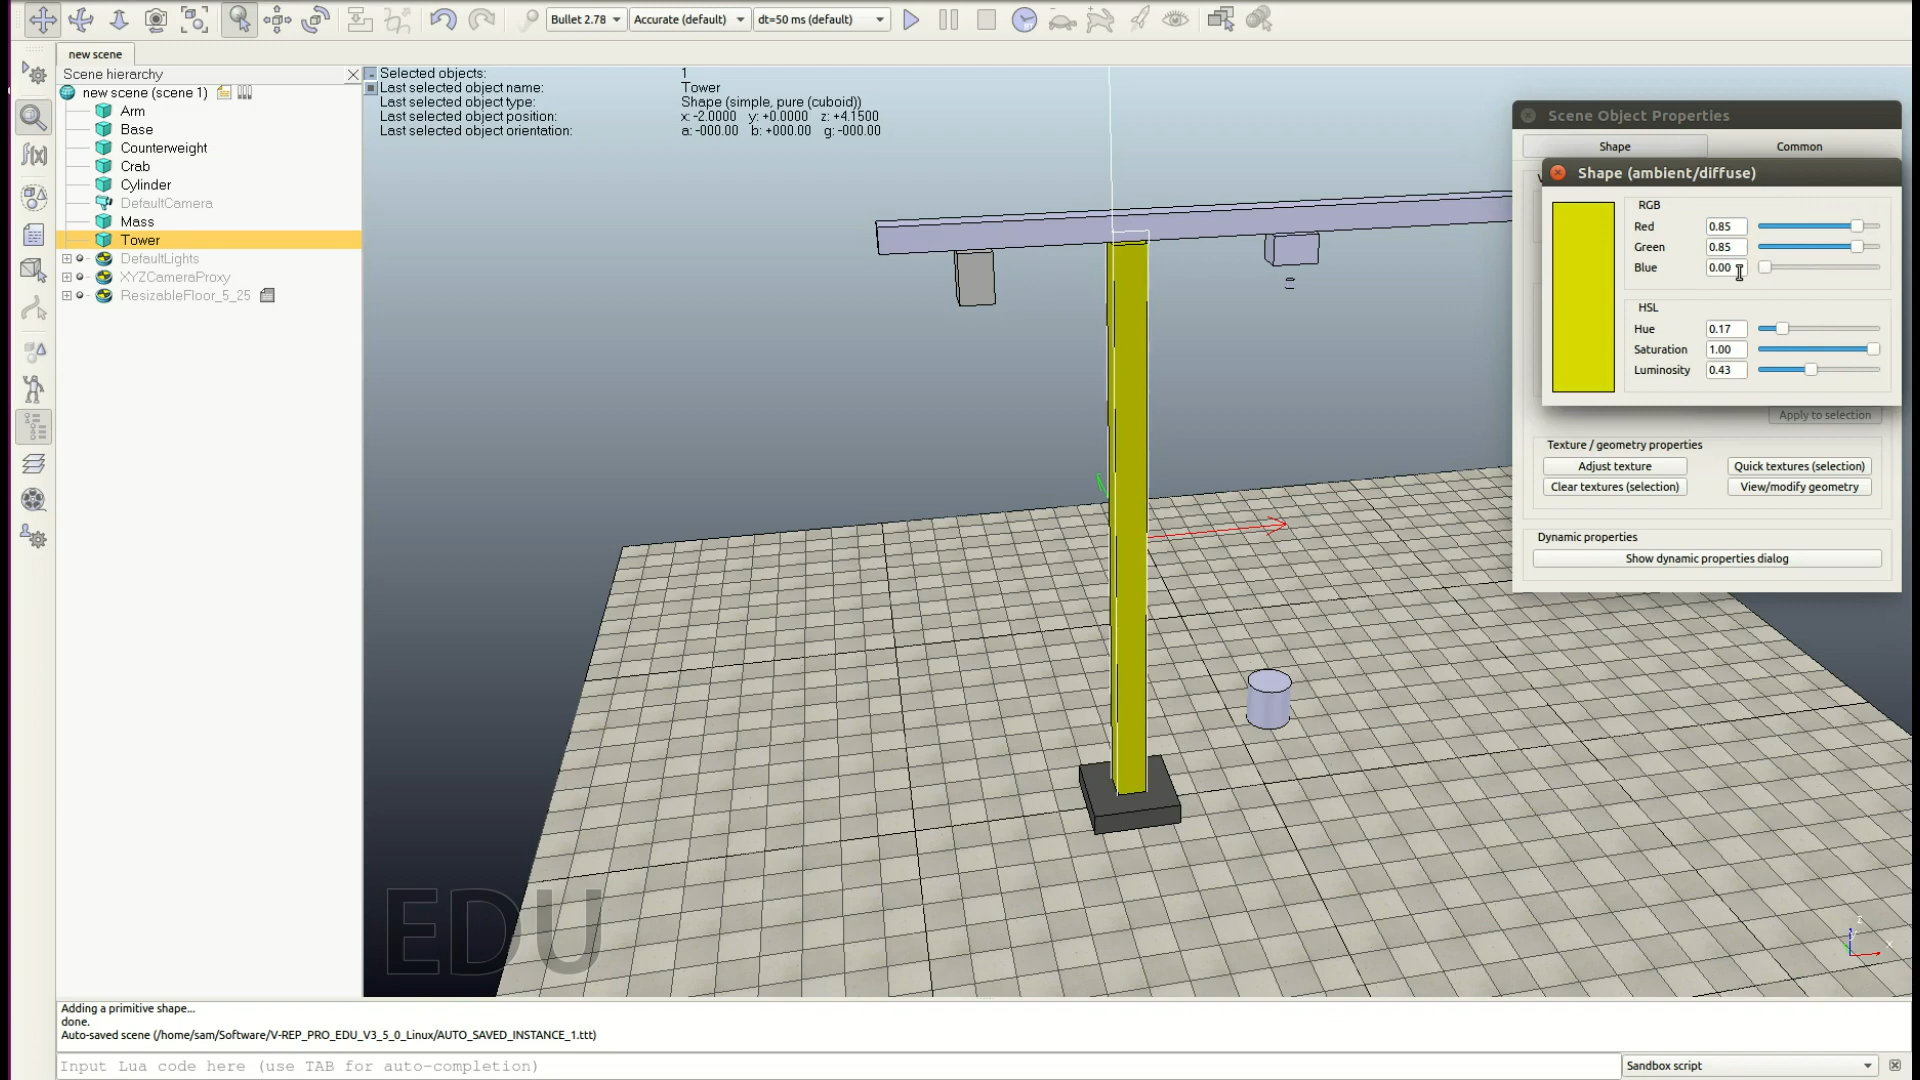 Bullet 2.78 Accurate (default) dt=50 ms (default)
new scene
Scene hierarchy
new scene (scene 1)
Arm
Base
Counterweight
Crab
Cylinder
DefaultCamera
Mass
Tower
DefaultLights
XYZCameraProxy
ResizableFloor_5_25
Selected objects: 1
Last selected object name: Tower
Last selected object type: Shape (simple, pure (cuboid))
Last selected object position: x: -2.0000 y: +0.0000 z: +4.1500
Last selected object orientation: a: -000.00 b: +000.00 g: -000.00
Scene Object Properties
Shape Common
Shape (ambient/diffuse)
RGB
Red 0.85
Green 0.85
Blue 0.00
HSL
Hue 0.17
Saturation 1.00
Luminosity 0.43
Apply to selection
Texture / geometry properties
Adjust texture Quick textures (selection)
Clear textures (selection) View/modify geometry
Dynamic properties
Show dynamic properties dialog
EDU
Adding a primitive shape...
done.
Auto-saved scene (/home/sam/Software/V-REP_PRO_EDU_V3_5_0_Linux/AUTO_SAVED_INSTANCE_1.ttt)
Input Lua code here (use TAB for auto-completion) Sandbox script